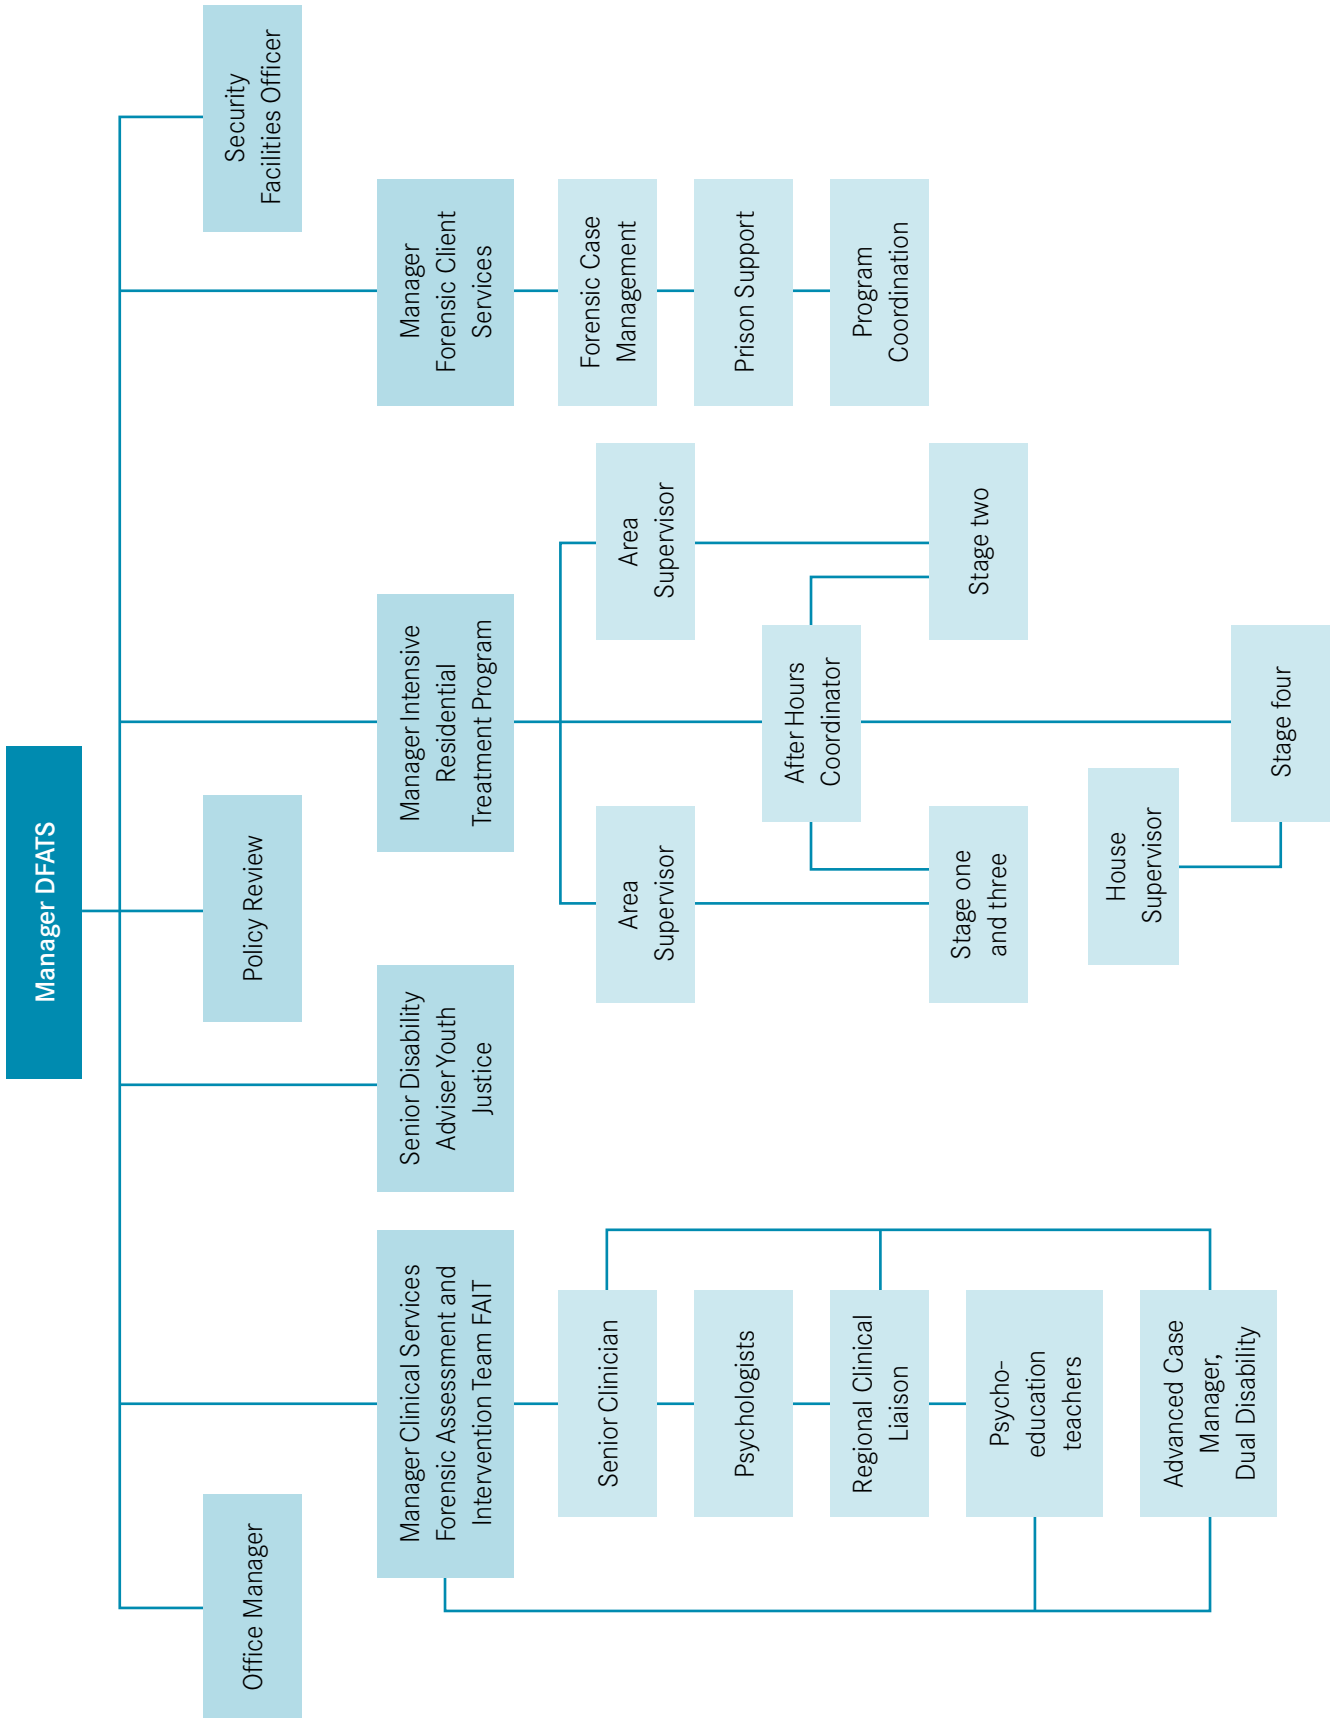 Manager DFATS
Office Manager
Policy Review
Security
Facilities Officer
Manager Clinical Services
Forensic Assessment and
Intervention Team FAIT
Senior Disability
Adviser Youth
Justice
Manager Intensive
Residential
Treatment Program
Manager
Forensic Client
Services
Senior Clinician
Psychologists
Regional Clinical
Liaison
Psycho-
education
teachers
Advanced Case
Manager,
Dual Disability
Area
Supervisor
Area
Supervisor
After Hours
Coordinator
Stage one
and three
Stage two
House
Supervisor
Stage four
Forensic Case
Management
Prison Support
Program
Coordination